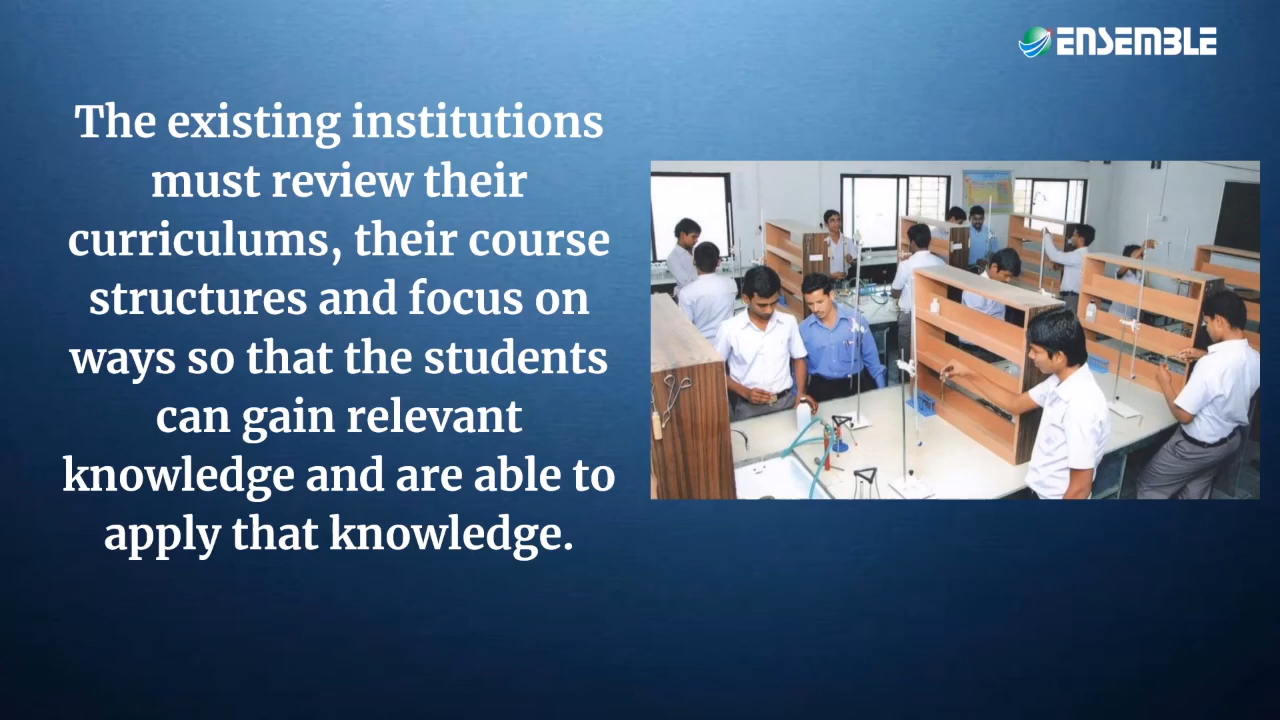 ENSEMBLE
The existing institutions
must review their
curriculums, their course
structures and focus on
ways so that the students
can gain relevant
knowledge and are able to
apply that knowledge.